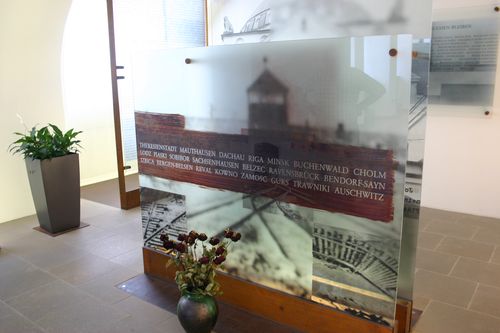 THERESIENSTADT MAUTHAUSEN DACHAU RIGA MINSK BUCHENWALD CHOLM
LODZ PIASKI SOBIBOR SACHSENHAUSEN BELZEC RAVENSBRÜCK BENDORF-SAYN
IZBICA BERGEN-BELSEN REVAL KOWNO ZAMOSC GURS TRAWNIKI AUSCHWITZ